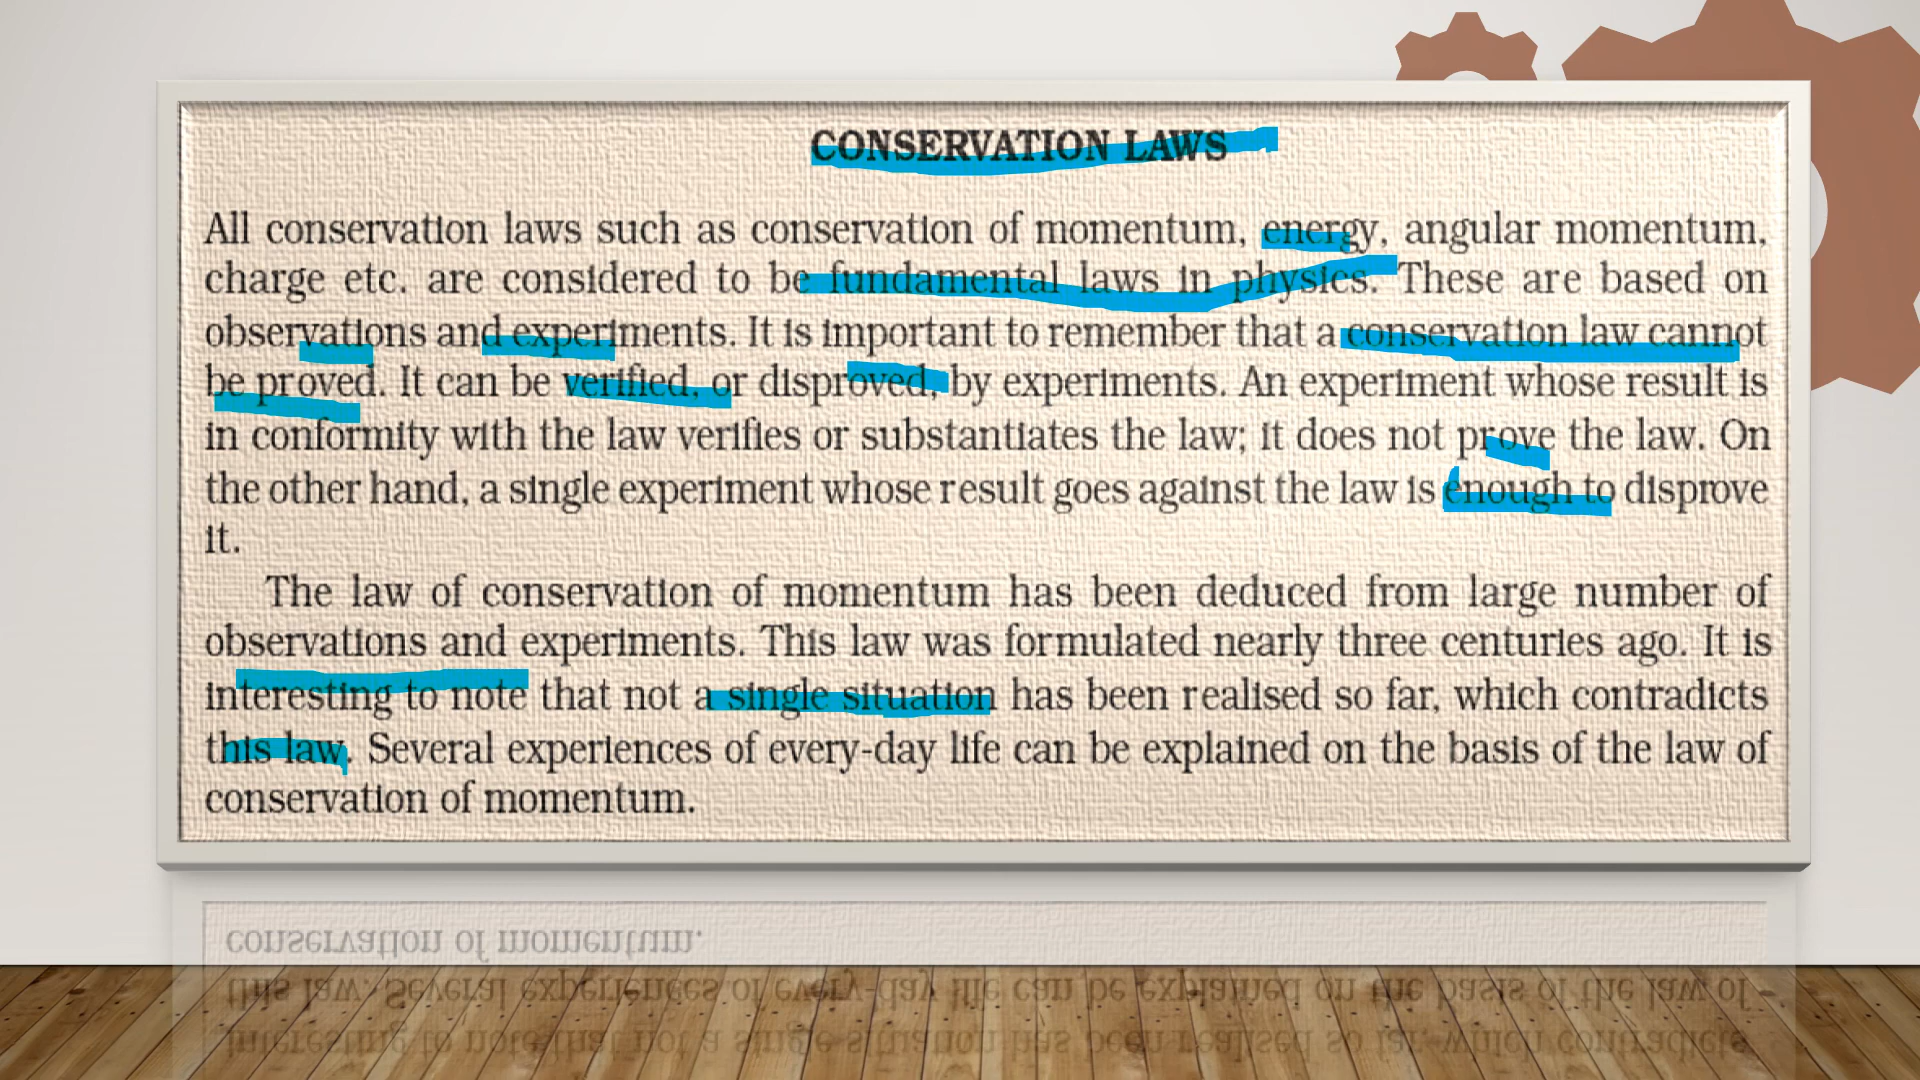 CONSERVATION LAWS
All conservation laws such as conservation of momentum, energy, angular momentum,
charge etc. are considered to be fundamental laws in physics. These are based on
observations and experiments. It is important to remember that a conservation law cannot
be proved. It can be verified, or disproved, by experiments. An experiment whose result is
in conformity with the law verifies or substantiates the law; it does not prove the law. On
the other hand, a single experiment whose result goes against the law is enough to disprove
it.
The law of conservation of momentum has been deduced from large number of
observations and experiments. This law was formulated nearly three centuries ago. It is
interesting to note that not a single situation has been realised so far, which contradicts
this law. Several experiences of every-day life can be explained on the basis of the law of
conservation of momentum.